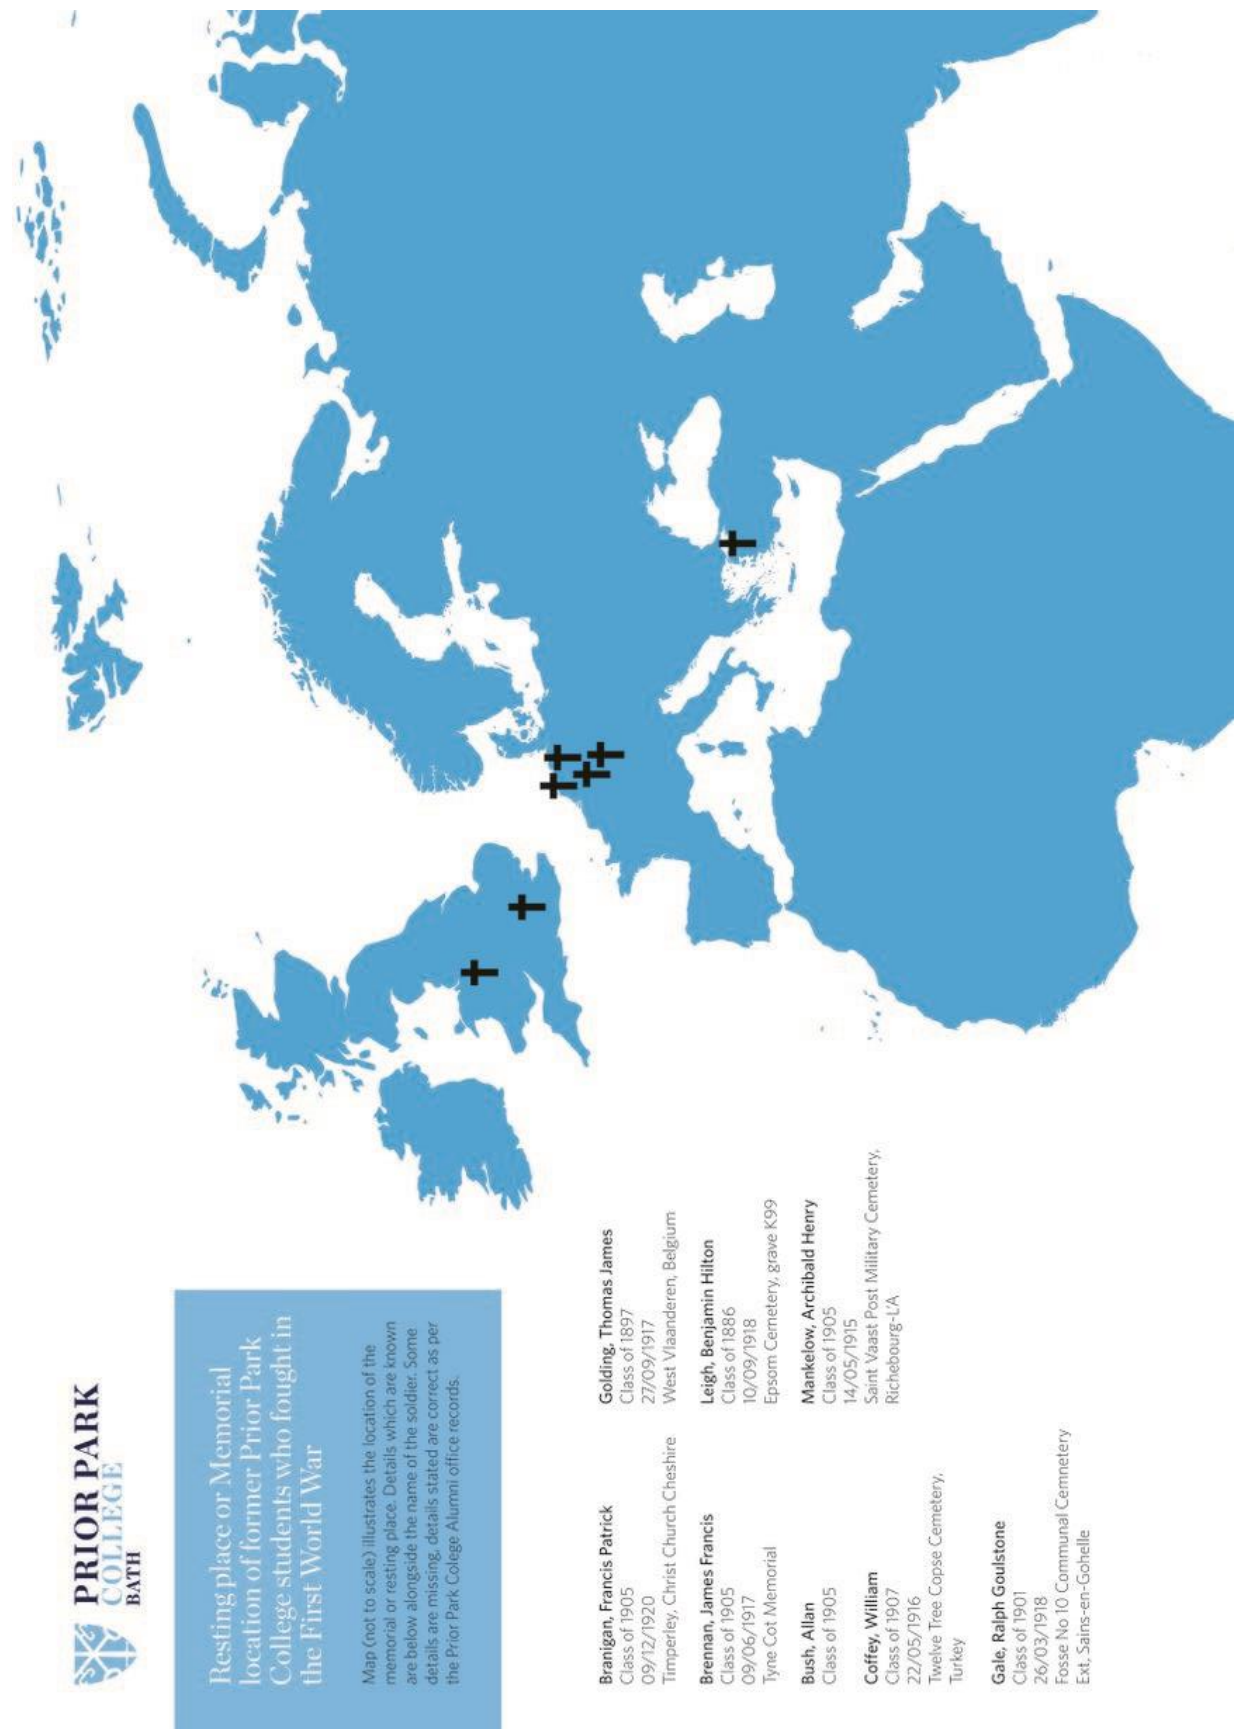 PRIOR PARK
COLLEGE
BATH
Resting place or Memorial
location of former Prior Park
College students who fought in
the First World War
Map (not to scale) illustrates the location of the
memorial or resting place. Details which are known
are below alongside the name of the soldier. Some
details are missing, details stated are correct as per
the Prior Park College Alumni office records.
Branigan, Francis Patrick
Class of 1905
09/12/1920
Timperley, Christ Church Cheshire
Brennan, James Francis
Class of 1905
09/06/1917
Tyne Cot Memorial
Bush, Allan
Class of 1905
Coffey, William
Class of 1907
22/05/1916
Twelve Tree Copse Cemetery,
Turkey
Gale, Ralph Goulstone
Class of 1901
26/03/1918
Fosse No 10 Communal Cemnetery
Ext, Sains-en-Gohelle
Golding, Thomas James
Class of 1897
27/09/1917
West Vlaanderen, Belgium
Leigh, Benjamin Hilton
Class of 1886
10/09/1918
Epsom Cemetery, grave K99
Mankelow, Archibald Henry
Class of 1905
14/05/1915
Saint Vaast Post Military Cemetery,
Richebourg-L'A